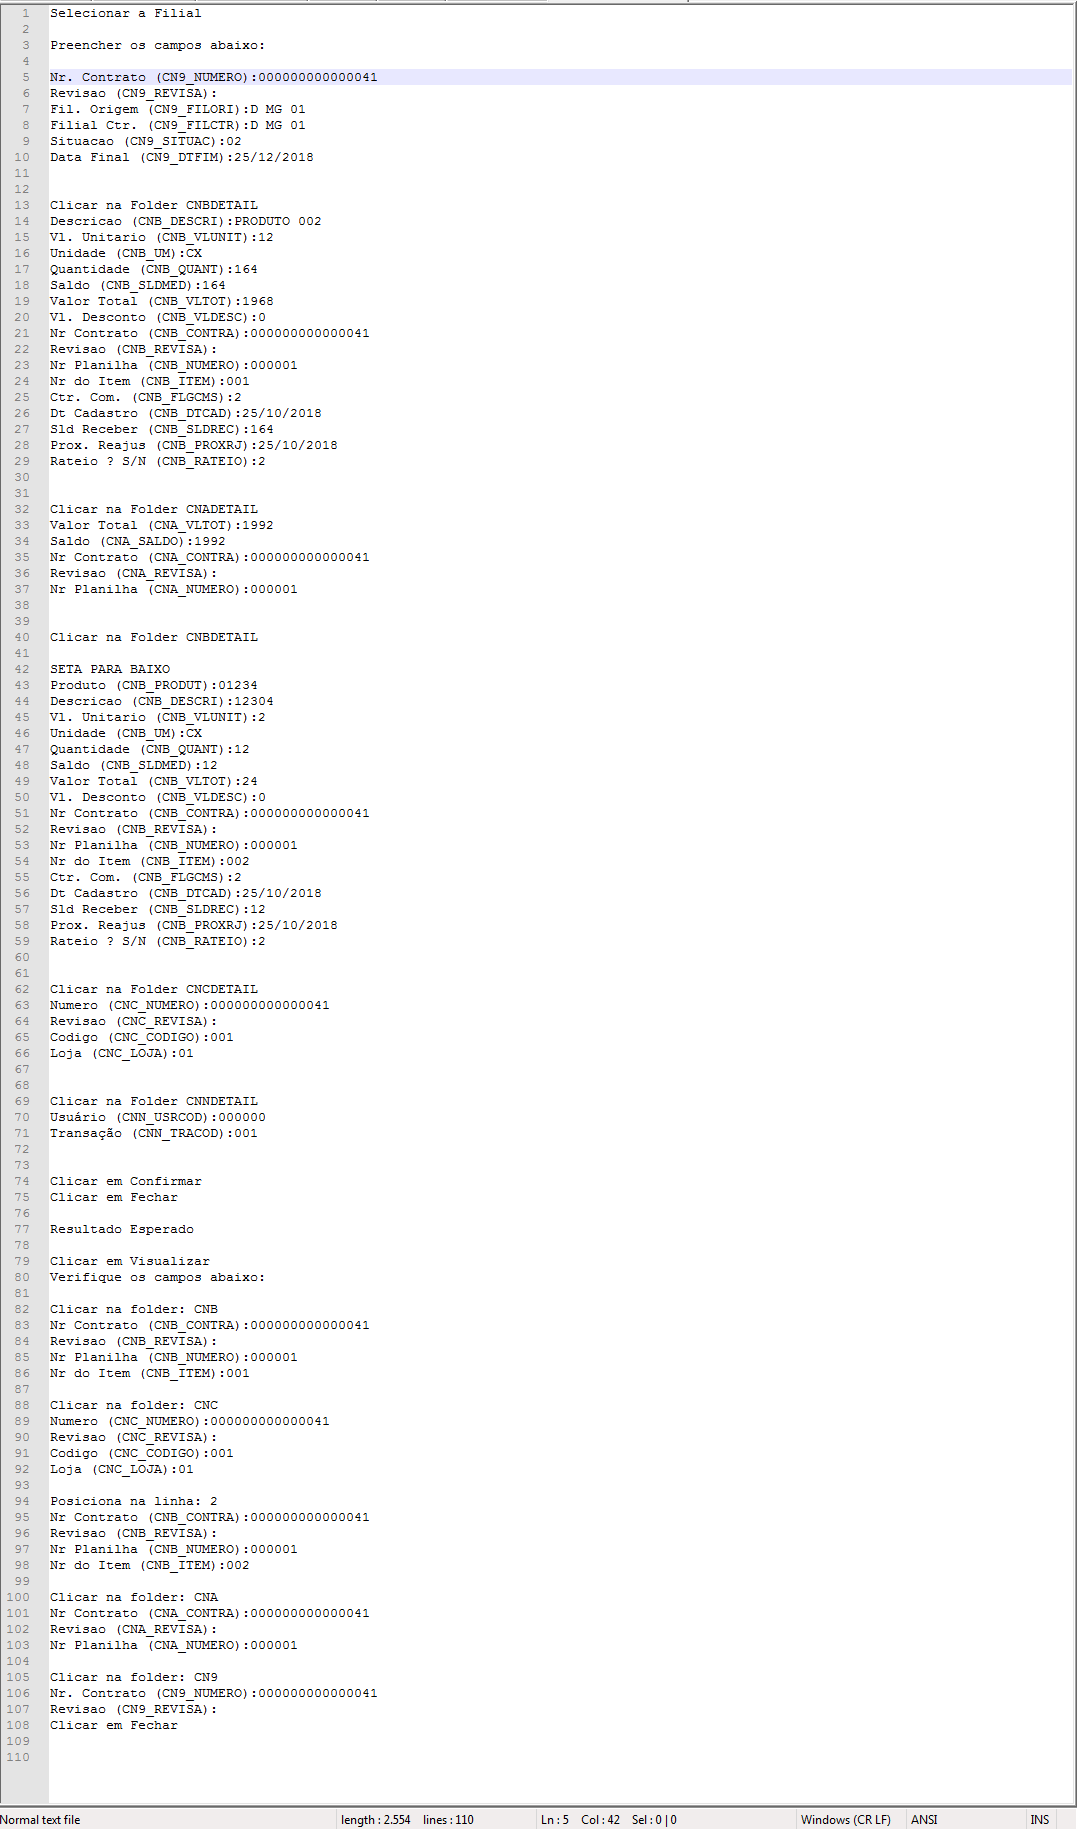 1 Selecionar a Filial
2
3 Preencher os campos abaixo:
4
5 Nr. Contrato (CN9_NUMERO):000000000000041
6 Revisao (CN9_REVISA):
7 Fil. Origem (CN9_FILORI):D MG 01
8 Filial Ctr. (CN9_FILCTR):D MG 01
9 Situacao (CN9_SITUAC):02
10 Data Final (CN9_DTFIM):25/12/2018
11
12
13 Clicar na Folder CNBDETAIL
14 Descricao (CNB_DESCRI):PRODUTO 002
15 Vl. Unitario (CNB_VLUNIT):12
16 Unidade (CNB_UM):CX
17 Quantidade (CNB_QUANT):164
18 Saldo (CNB_SLDMED):164
19 Valor Total (CNB_VLTOT):1968
20 Vl. Desconto (CNB_VLDESC):0
21 Nr Contrato (CNB_CONTRA):000000000000041
22 Revisao (CNB_REVISA):
23 Nr Planilha (CNB_NUMERO):000001
24 Nr do Item (CNB_ITEM):001
25 Ctr. Com. (CNB_FLGCMS):2
26 Dt Cadastro (CNB_DTCAD):25/10/2018
27 Sld Receber (CNB_SLDREC):164
28 Prox. Reajus (CNB_PROXRJ):25/10/2018
29 Rateio ? S/N (CNB_RATEIO):2
30
31
32 Clicar na Folder CNADETAIL
33 Valor Total (CNA_VLTOT):1992
34 Saldo (CNA_SALDO):1992
35 Nr Contrato (CNA_CONTRA):000000000000041
36 Revisao (CNA_REVISA):
37 Nr Planilha (CNA_NUMERO):000001
38
39
40 Clicar na Folder CNBDETAIL
41
42 SETA PARA BAIXO
43 Produto (CNB_PRODUT):01234
44 Descricao (CNB_DESCRI):12304
45 Vl. Unitario (CNB_VLUNIT):2
46 Unidade (CNB_UM):CX
47 Quantidade (CNB_QUANT):12
48 Saldo (CNB_SLDMED):12
49 Valor Total (CNB_VLTOT):24
50 Vl. Desconto (CNB_VLDESC):0
51 Nr Contrato (CNB_CONTRA):000000000000041
52 Revisao (CNB_REVISA):
53 Nr Planilha (CNB_NUMERO):000001
54 Nr do Item (CNB_ITEM):002
55 Ctr. Com. (CNB_FLGCMS):2
56 Dt Cadastro (CNB_DTCAD):25/10/2018
57 Sld Receber (CNB_SLDREC):12
58 Prox. Reajus (CNB_PROXRJ):25/10/2018
59 Rateio ? S/N (CNB_RATEIO):2
60
61
62 Clicar na Folder CNCDETAIL
63 Numero (CNC_NUMERO):000000000000041
64 Revisao (CNC_REVISA):
65 Codigo (CNC_CODIGO):001
66 Loja (CNC_LOJA):01
67
68
69 Clicar na Folder CNNDETAIL
70 Usuário (CNN_USRCOD):000000
71 Transação (CNN_TRACOD):001
72
73
74 Clicar em Confirmar
75 Clicar em Fechar
76
77 Resultado Esperado
78
79 Clicar em Visualizar
80 Verifique os campos abaixo:
81
82 Clicar na folder: CNB
83 Nr Contrato (CNB_CONTRA):000000000000041
84 Revisao (CNB_REVISA):
85 Nr Planilha (CNB_NUMERO):000001
86 Nr do Item (CNB_ITEM):001
87
88 Clicar na folder: CNC
89 Numero (CNC_NUMERO):000000000000041
90 Revisao (CNC_REVISA):
91 Codigo (CNC_CODIGO):001
92 Loja (CNC_LOJA):01
93
94 Posiciona na linha: 2
95 Nr Contrato (CNB_CONTRA):000000000000041
96 Revisao (CNB_REVISA):
97 Nr Planilha (CNB_NUMERO):000001
98 Nr do Item (CNB_ITEM):002
99
100 Clicar na folder: CNA
101 Nr Contrato (CNA_CONTRA):000000000000041
102 Revisao (CNA_REVISA):
103 Nr Planilha (CNA_NUMERO):000001
104
105 Clicar na folder: CN9
106 Nr. Contrato (CN9_NUMERO):000000000000041
107 Revisao (CN9_REVISA):
108 Clicar em Fechar
109
110
Normal text file length : 2.554 lines : 110 Ln : 5 Col : 42 Sel : 0 | 0 Windows (CR LF) ANSI INS